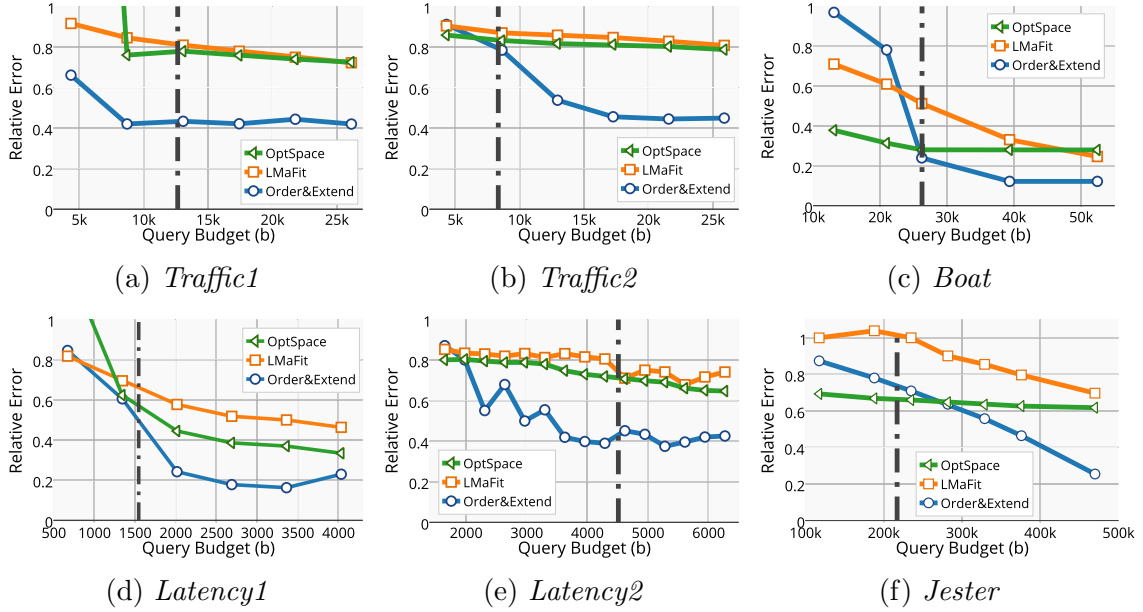 1
0.8
0.6
0.4
0.2
0
Relative Error
5k 10k 15k 20k 25k
Query Budget (b)
OptSpace
LMaFit
Order&Extend
(a) Traffic1
1
0.8
0.6
0.4
0.2
0
Relative Error
5k 10k 15k 20k 25k
Query Budget (b)
OptSpace
LMaFit
Order&Extend
(b) Traffic2
1
0.8
0.6
0.4
0.2
0
Relative Error
10k 20k 30k 40k 50k
Query Budget (b)
OptSpace
LMaFit
Order&Extend
(c) Boat
1
0.8
0.6
0.4
0.2
0
Relative Error
500 1000 1500 2000 2500 3000 3500 4000
Query Budget (b)
OptSpace
LMaFit
Order&Extend
(d) Latency1
1
0.8
0.6
0.4
0.2
0
Relative Error
2000 3000 4000 5000 6000
Query Budget (b)
OptSpace
LMaFit
Order&Extend
(e) Latency2
1
0.8
0.6
0.4
0.2
0
Relative Error
100k 200k 300k 400k 500k
Query Budget (b)
OptSpace
LMaFit
Order&Extend
(f) Jester